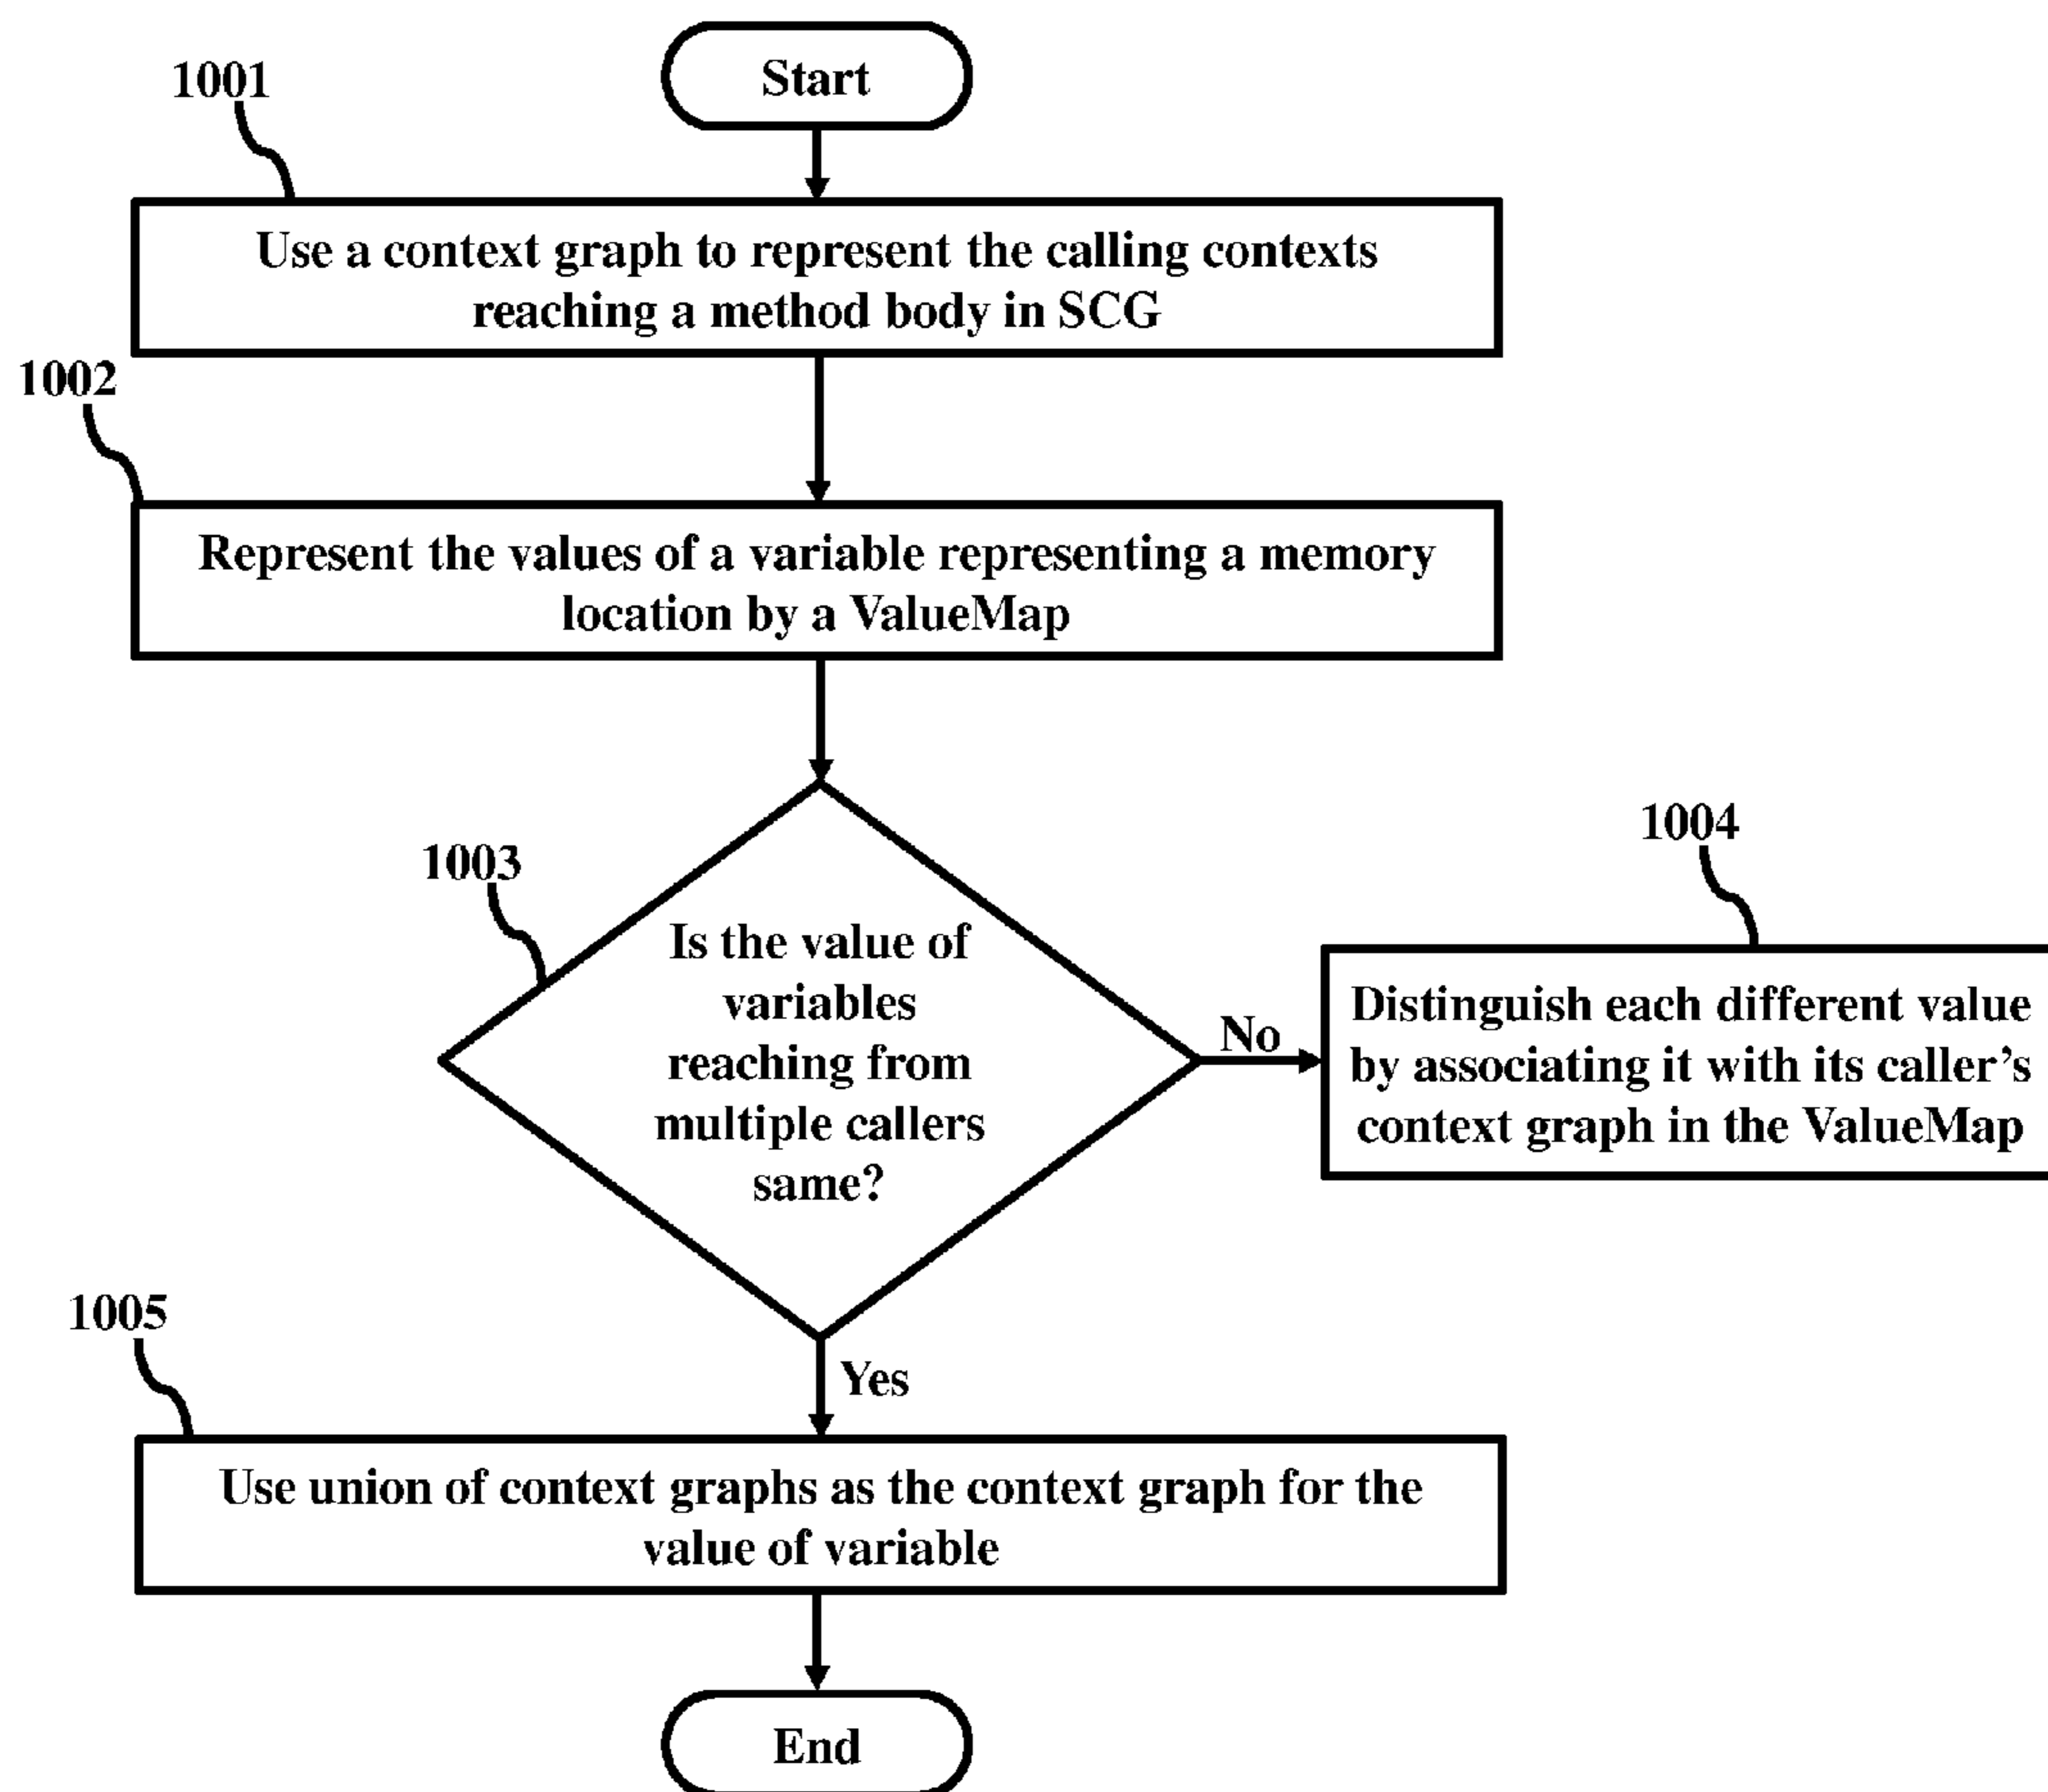 Start
1001
Use a context graph to represent the calling contexts
reaching a method body in SCG
1002
Represent the values of a variable representing a memory
location by a ValueMap
1003
Is the value of
variables
reaching from
multiple callers
same?
No
1004
Distinguish each different value
by associating it with its caller’s
context graph in the ValueMap
Yes
1005
Use union of context graphs as the context graph for the
value of variable
End